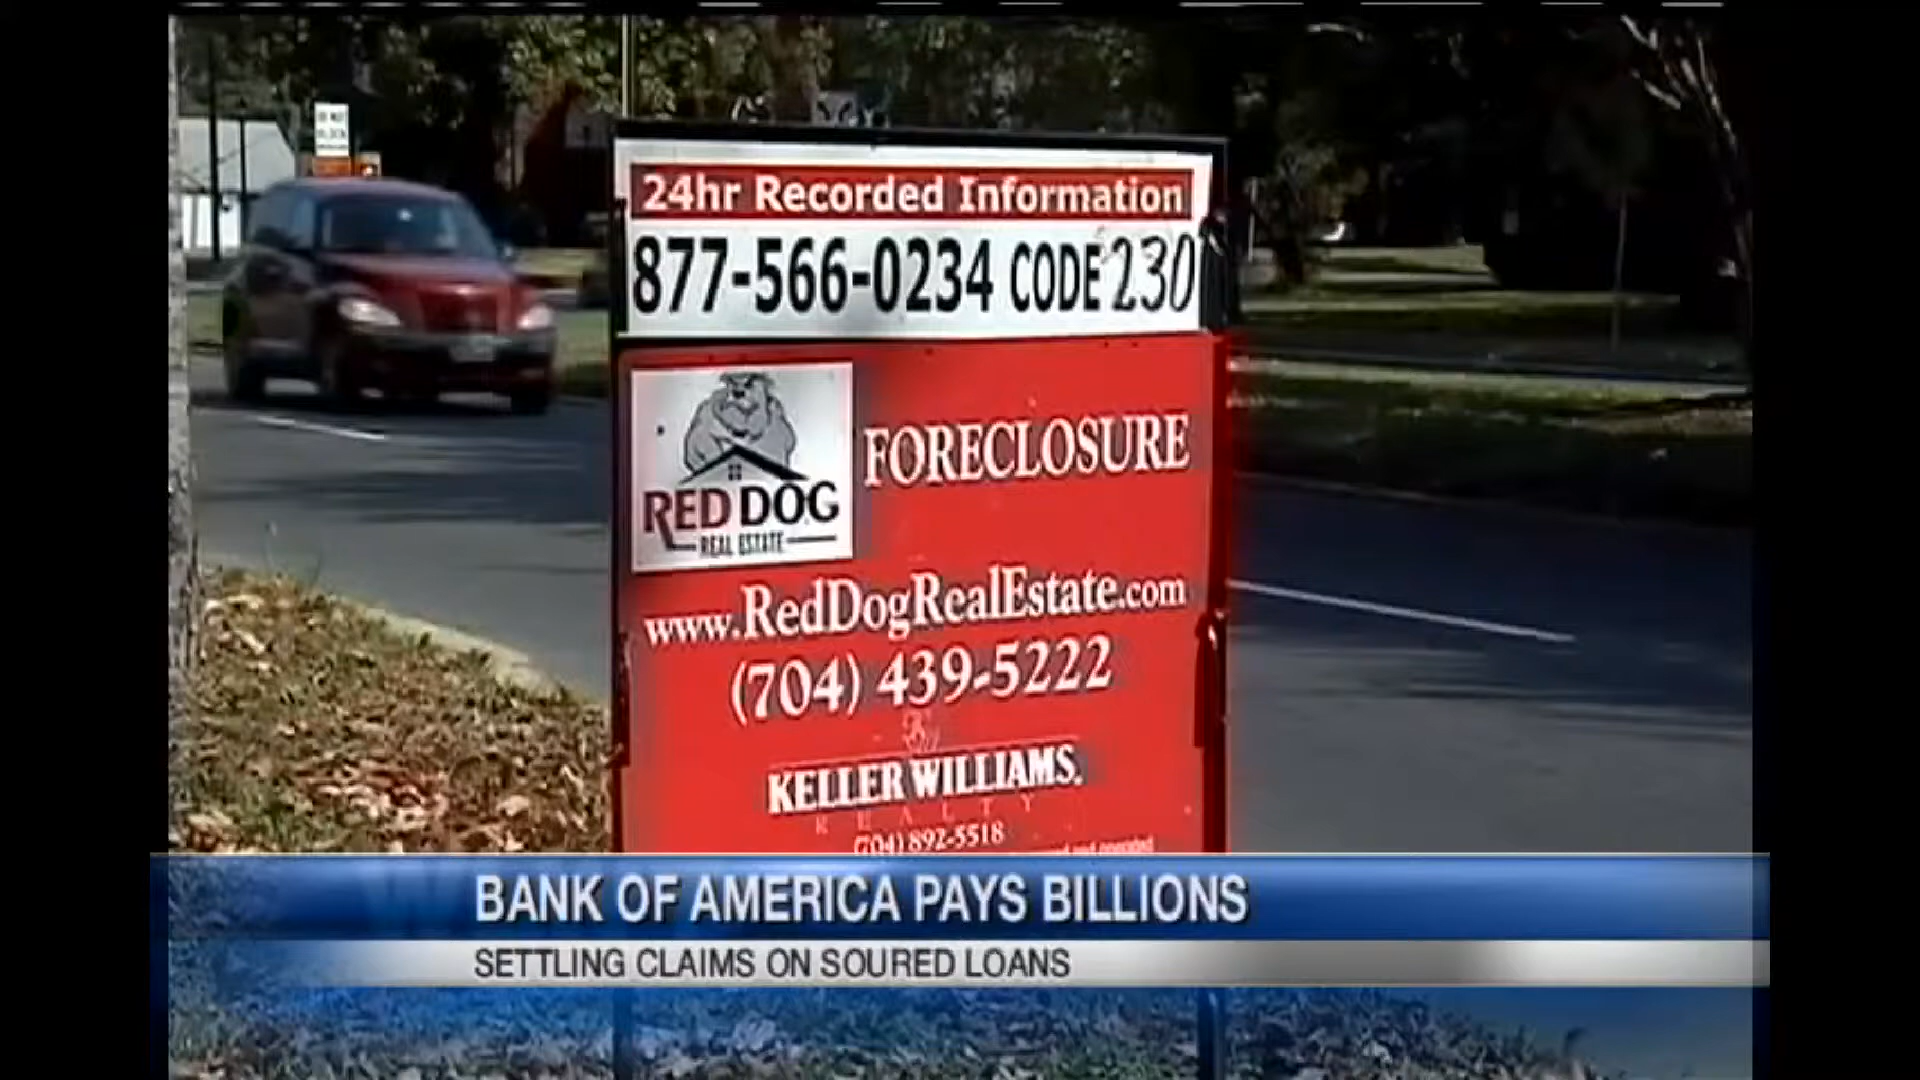 24hr Recorded Information
877-566-0234 CODE 230
RED DOG
REAL ESTATE
FORECLOSURE
www.RedDogRealEstate.com
(704) 439-5222
KELLER WILLIAMS.
REALTY
(704) 892-5518
BANK OF AMERICA PAYS BILLIONS
SETTLING CLAIMS ON SOURED LOANS